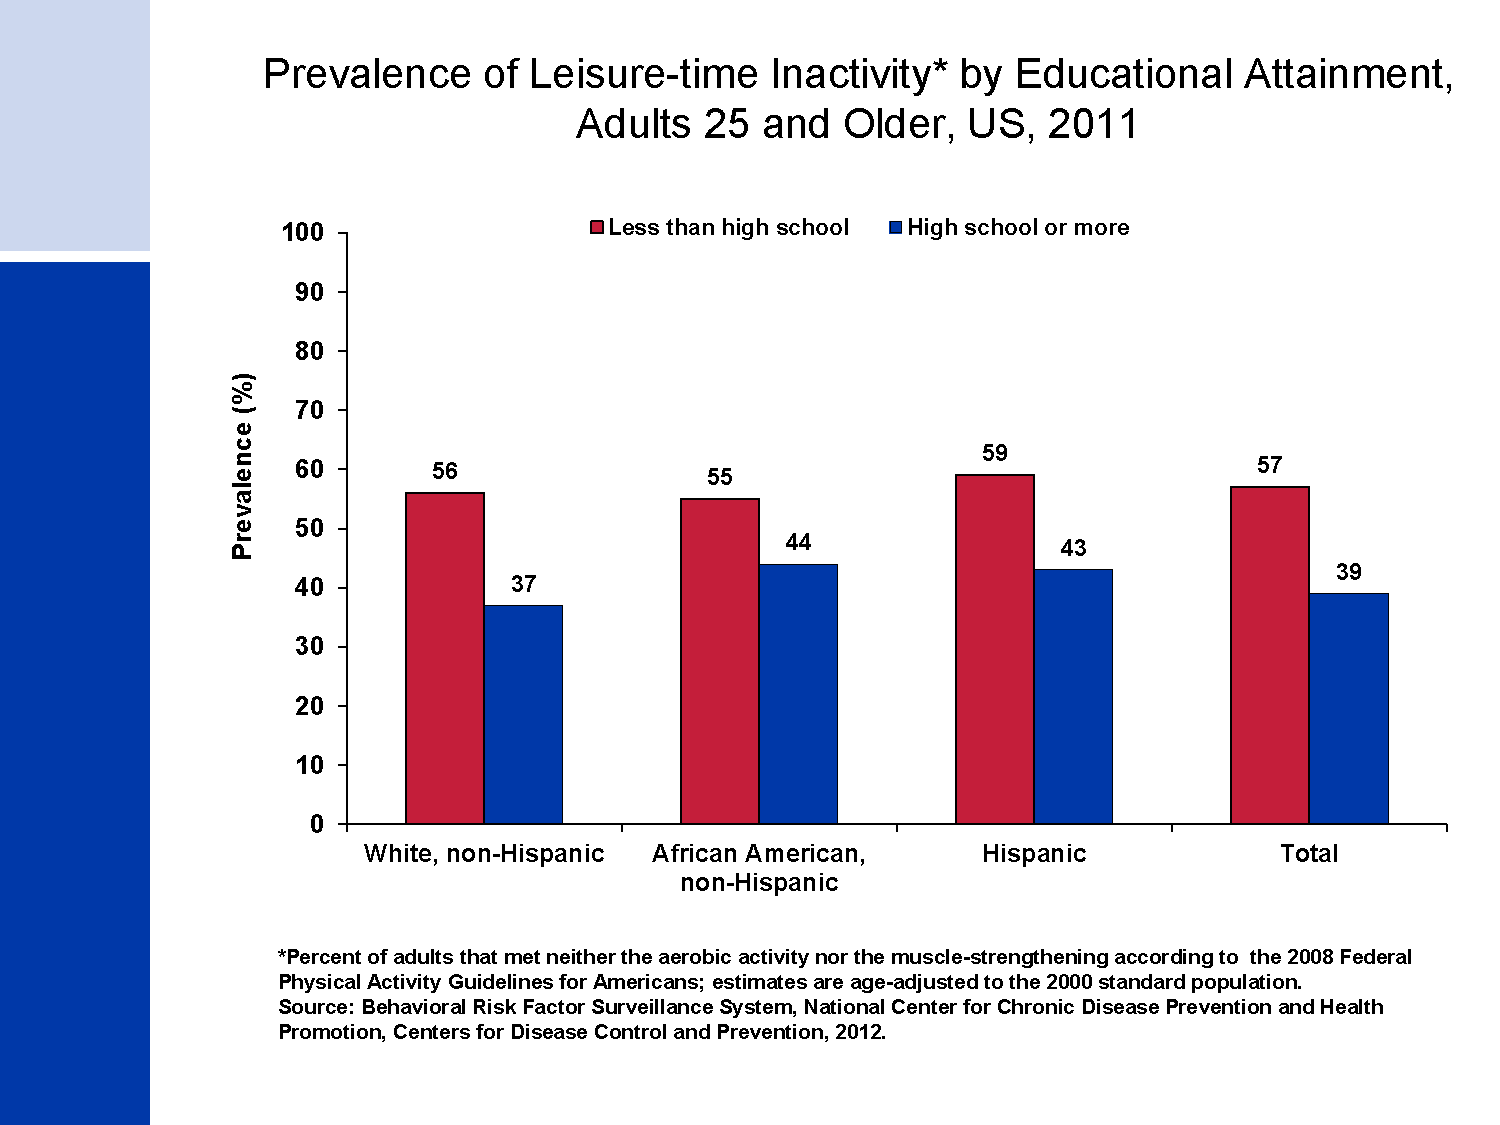 Prevalence of Leisure-time Inactivity* by Educational Attainment,
Adults 25 and Older, US, 2011
Less than high school
High school or more
Prevalence (%)
100
90
80
70
60
50
40
30
20
10
0
56
37
55
44
59
43
57
39
White, non-Hispanic
African American,
non-Hispanic
Hispanic
Total
*Percent of adults that met neither the aerobic activity nor the muscle-strengthening according to  the 2008 Federal
Physical Activity Guidelines for Americans; estimates are age-adjusted to the 2000 standard population.
Source: Behavioral Risk Factor Surveillance System, National Center for Chronic Disease Prevention and Health
Promotion, Centers for Disease Control and Prevention, 2012.